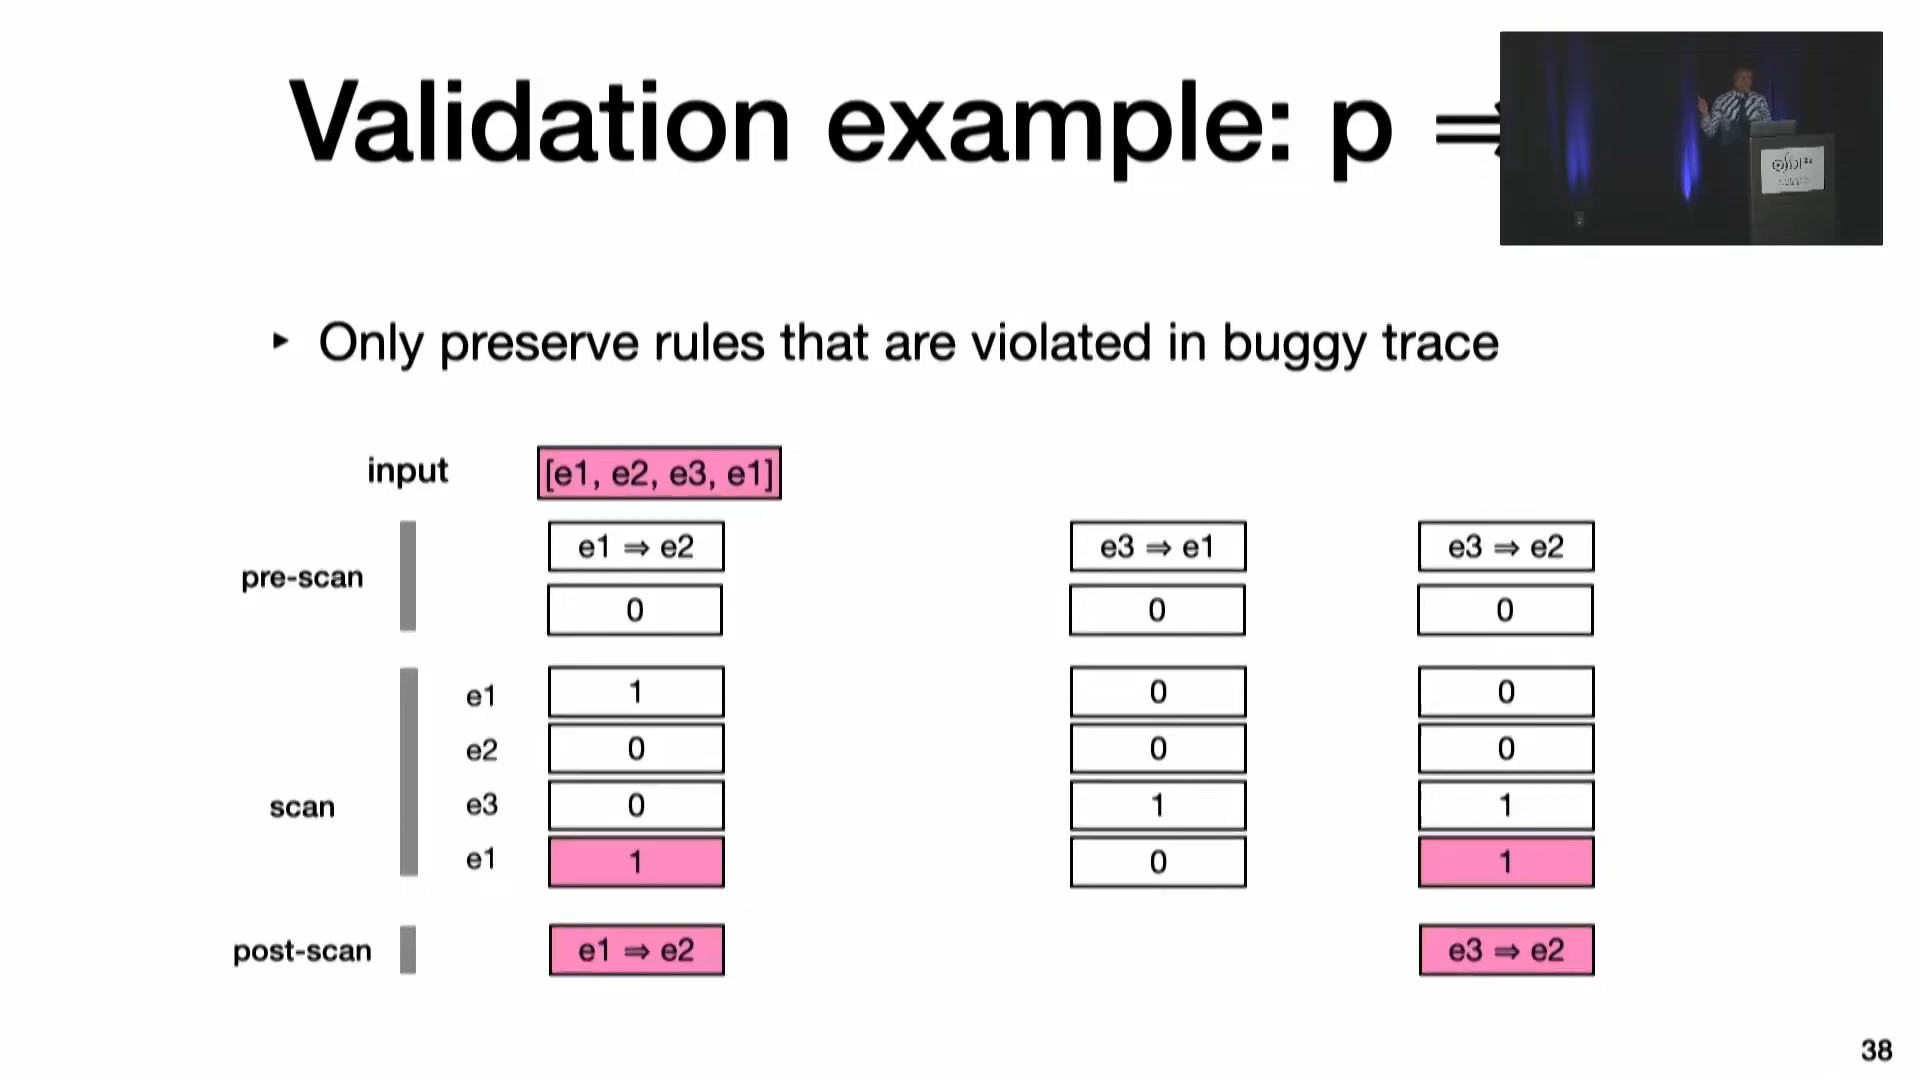 Validation example: p ⇒
Only preserve rules that are violated in buggy trace
input [e1, e2, e3, e1]
pre-scan
e1 ⇒ e2 e3 ⇒ e1 e3 ⇒ e2
0 0 0
scan
e1 1 0 0
e2 0 0 0
e3 0 1 1
e1 1 0 1
post-scan e1 ⇒ e2 e3 ⇒ e2
38